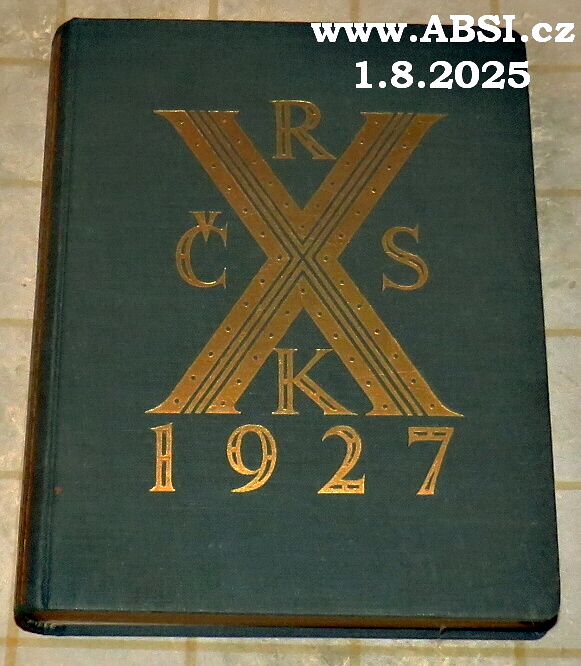 www.ABSI.cz
1.8.2025
R
Č X S
K
1927